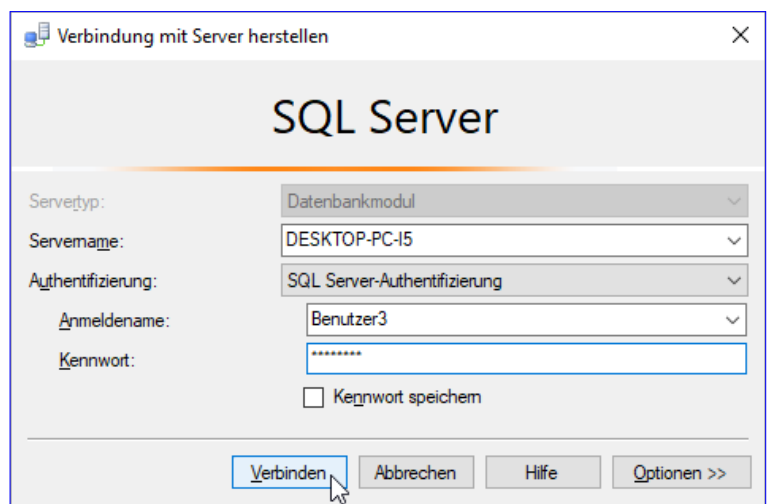 Verbindung mit Server herstellen
SQL Server
Servertyp: Datenbankmodul
Servername: DESKTOP-PC-I5
Authentifizierung: SQL Server-Authentifizierung
Anmeldename: Benutzer3
Kennwort: ********
Kennwort speichern
Verbinden Abbrechen Hilfe Optionen >>